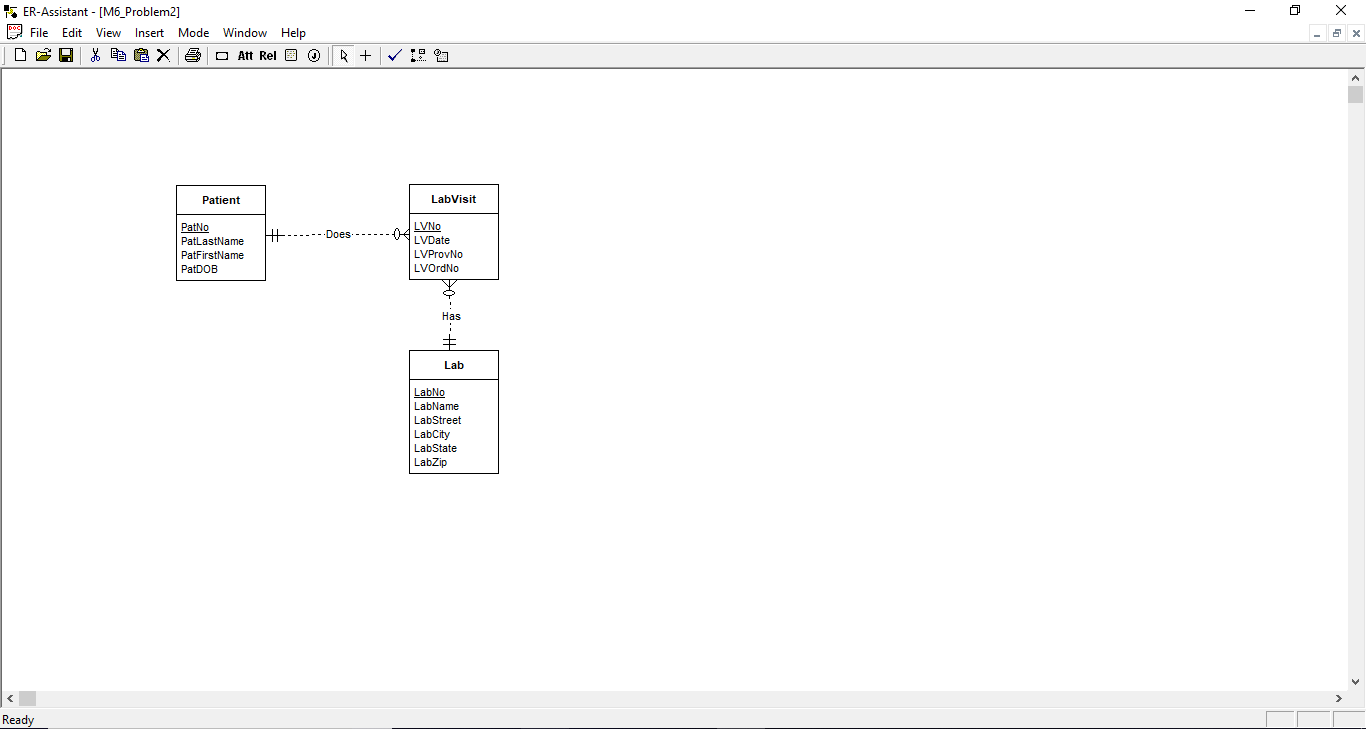 ER-Assistant - [M6_Problem2]
DOC File Edit View Insert Mode Window Help
Att Rel J
Patient
PatNo
PatLastName
PatFirstName
PatDOB
Does
LabVisit
LVNo
LVDate
LVProvNo
LVOrdNo
Has
Lab
LabNo
LabName
LabStreet
LabCity
LabState
LabZip
Ready